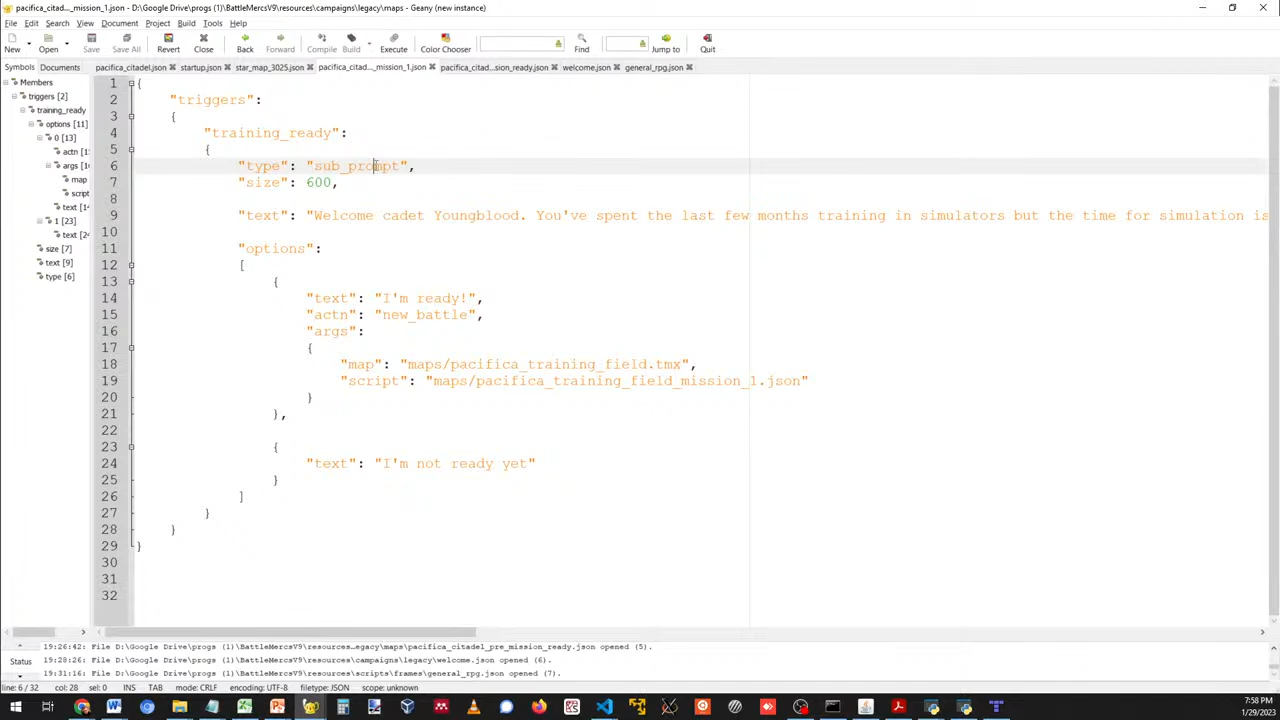 pacifica_citad..._mission_1.json - D:\Google Drive\progs (1)\BattleMercsV9\resources\campaigns\legacy\maps - Geany (new instance)
File Edit Search View Document Project Build Tools Help
New Open Save Save All Revert Close Back Forward Compile Build Execute Color Chooser Find Jump to Quit
Symbols Documents pacifica_citadel.json startup.json star_map_3025.json pacifica_citad..._mission_1.json pacifica_citad...sion_ready.json welcome.json general_rpg.json
Members
triggers [2]
training_ready
options [11]
0 [13]
actn [1
args [1
map
script
text [14
1 [23]
text [24
size [7]
text [9]
type [6]
1 {
2 "triggers":
3 {
4 "training_ready":
5 {
6 "type": "sub_prompt",
7 "size": 600,
8
9 "text": "Welcome cadet Youngblood. You've spent the last few months training in simulators but the time for simulation is
10
11 "options":
12 [
13 {
14 "text": "I'm ready!",
15 "actn": "new_battle",
16 "args":
17 {
18 "map": "maps/pacifica_training_field.tmx",
19 "script": "maps/pacifica_training_field_mission_1.json"
20 }
21 },
22
23 {
24 "text": "I'm not ready yet"
25 }
26 ]
27 }
28 }
29 }
30
31
32
19:26:42: File D:\Google Drive\progs (1)\BattleMercsV9\resources...egacy\maps\pacifica_citadel_pre_mission_ready.json opened (5).
Status
19:28:26: File D:\Google Drive\progs (1)\BattleMercsV9\resources\campaigns\legacy\welcome.json opened (6).
19:31:16: File D:\Google Drive\progs (1)\BattleMercsV9\resources\scripts\frames\general_rpg.json opened (7).
line: 6 / 32 col: 28 sel: 0 INS TAB mode: CRLF encoding: UTF-8 filetype: JSON scope: unknown
7:58 PM
1/29/2023